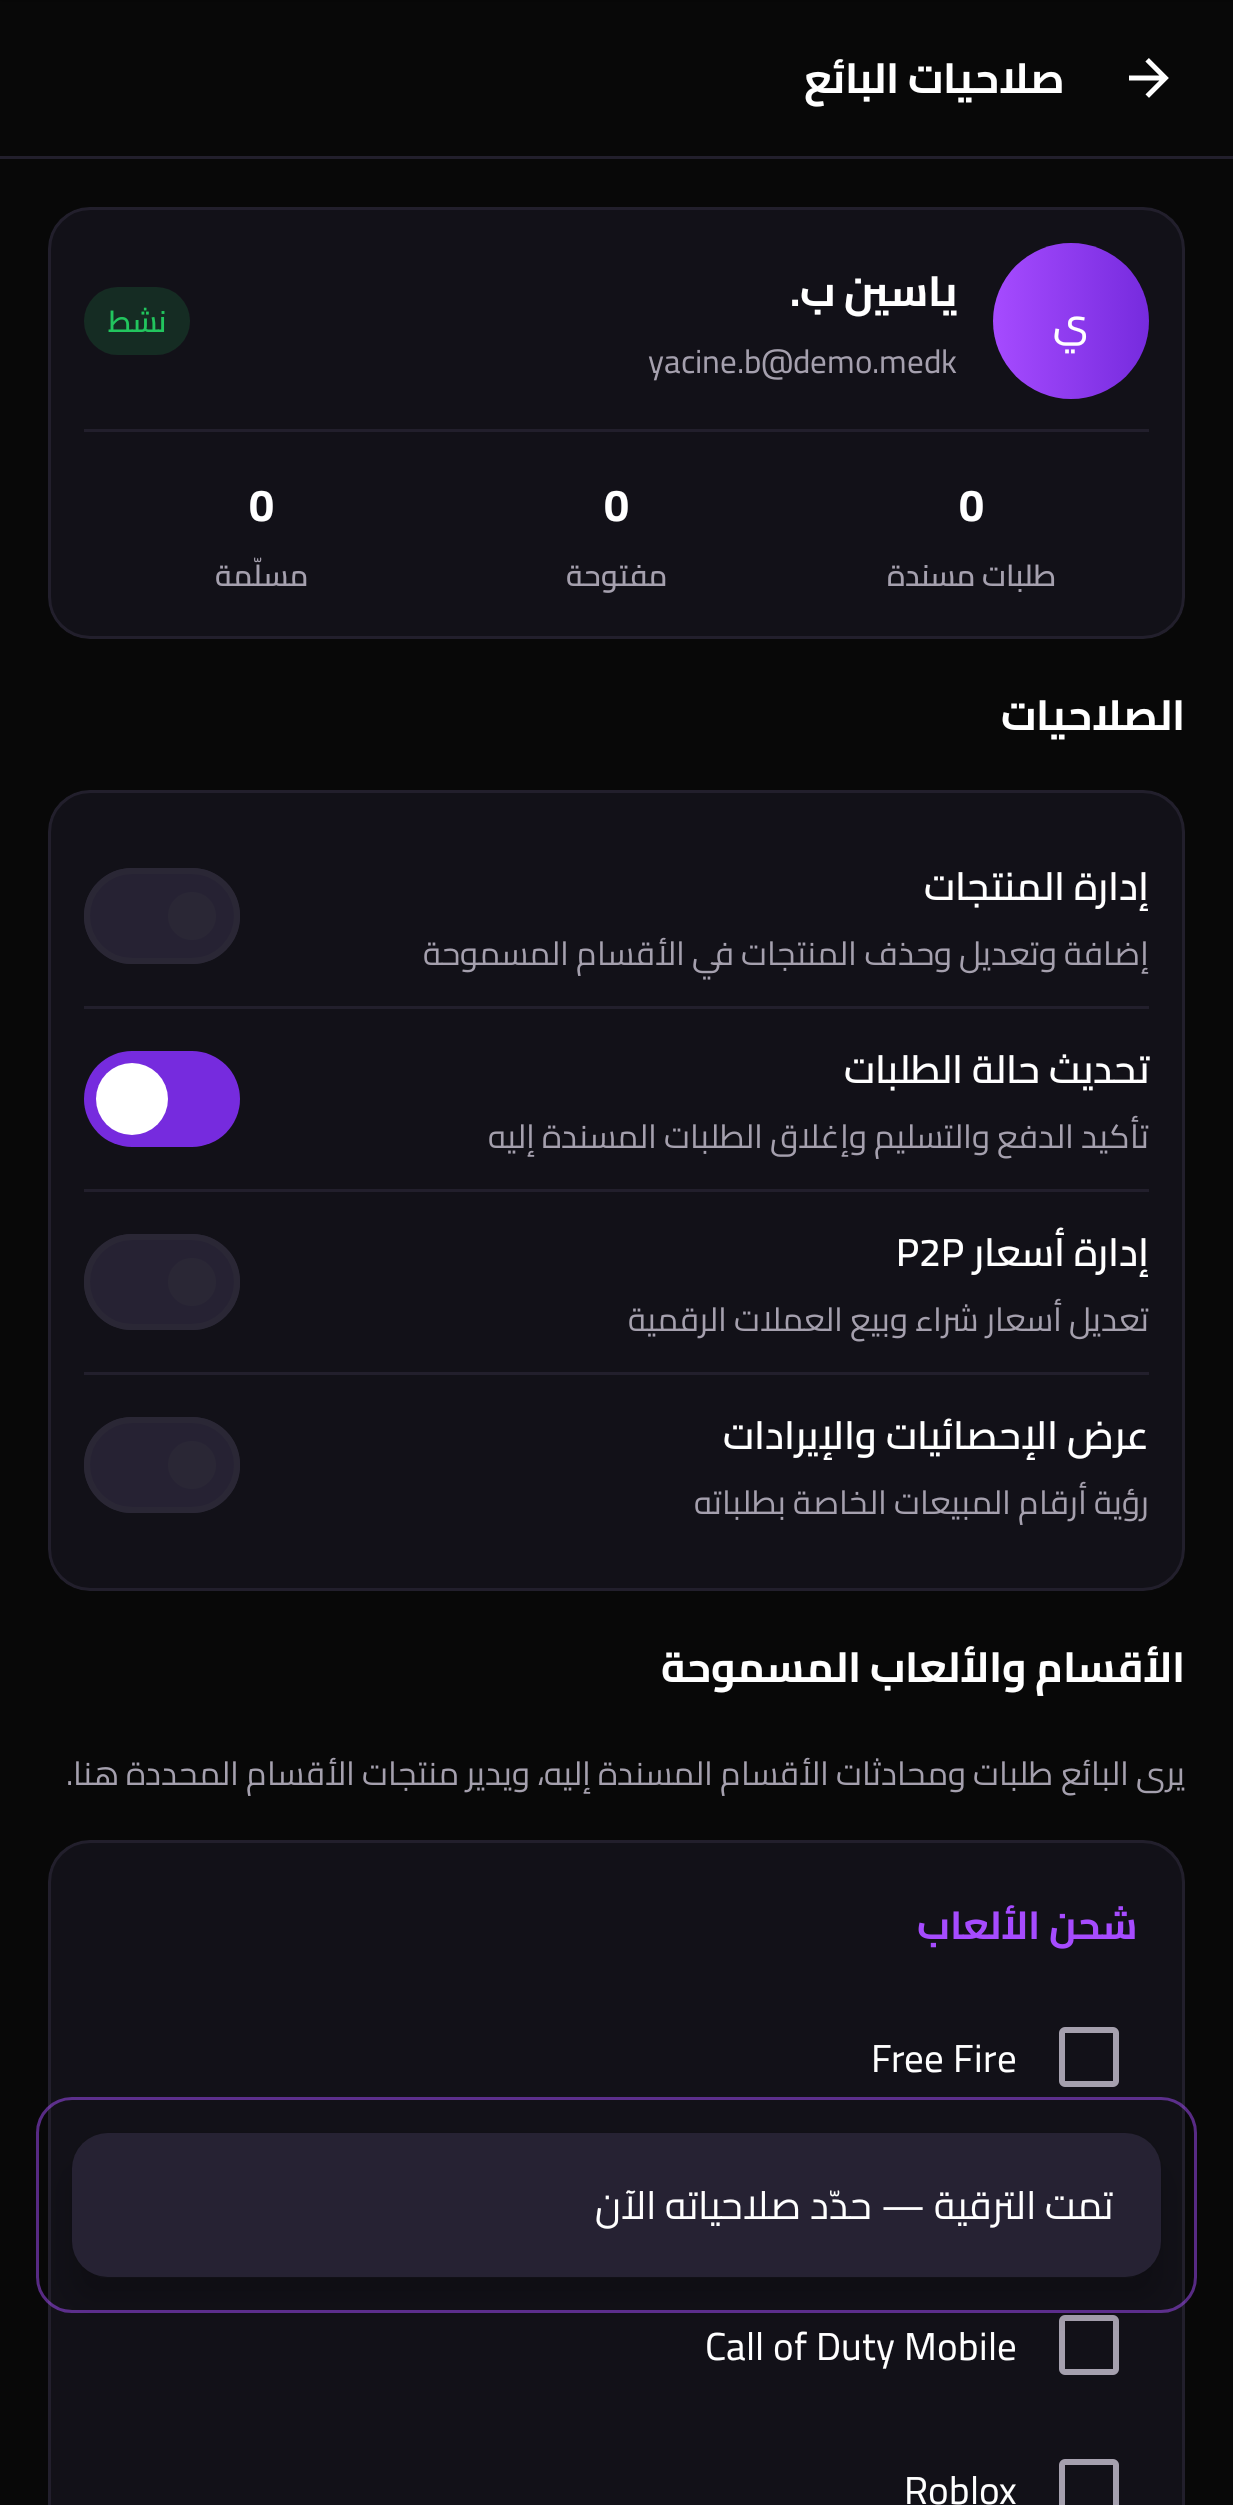 صلاحيات البائع
ي
ياسين ب.
yacine.b@demo.medk
نشط
0
0
0
طلبات مسندة
مفتوحة
مسلّمة
الصلاحيات
إدارة المنتجات
إضافة وتعديل وحذف المنتجات في الأقسام المسموحة
تحديث حالة الطلبات
تأكيد الدفع والتسليم وإغلاق الطلبات المسندة إليه
إدارة أسعار P2P
تعديل أسعار شراء وبيع العملات الرقمية
عرض الإحصائيات والإيرادات
رؤية أرقام المبيعات الخاصة بطلباته
الأقسام والألعاب المسموحة
يرى البائع طلبات ومحادثات الأقسام المسندة إليه، ويدير منتجات الأقسام المحددة هنا.
شحن الألعاب
Free Fire
تمت الترقية — حدّد صلاحياته الآن
Call of Duty Mobile
Roblox